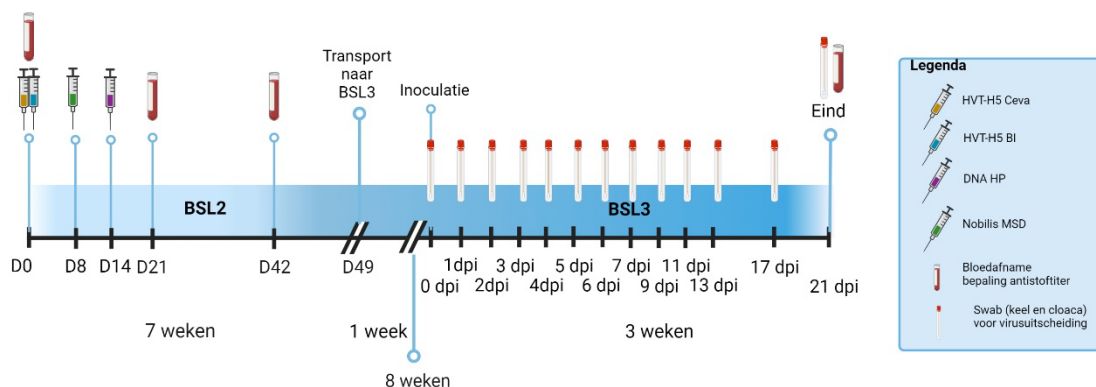 Transport
naar
BSL3
Inoculatie
Eind
BSL2
BSL3
D0
D8
D14
D21
D42
D49
0 dpi
1dpi
2dpi
3 dpi
4dpi
5 dpi
6 dpi
7 dpi
9 dpi
11 dpi
13 dpi
17 dpi
21 dpi
7 weken
1 week
3 weken
8 weken
Legenda
HVT-H5 Ceva
HVT-H5 BI
DNA HP
Nobilis MSD
Bloedafname
bepaling antistoftiter
Swab (keel en cloaca)
voor virusuitscheiding